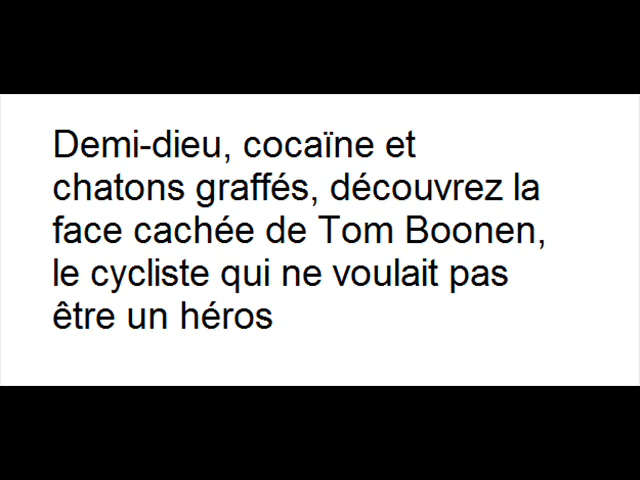 Demi-dieu, cocaïne et
chatons graffés, découvrez la
face cachée de Tom Boonen,
le cycliste qui ne voulait pas
être un héros